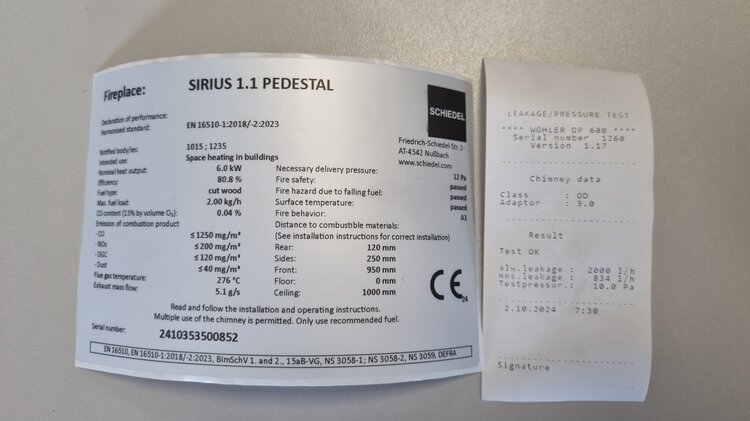 Fireplace: SIRIUS 1.1 PEDESTAL
SCHIEDEL
Friedrich-Schiedel-Str. 2-
AT-4542 Nußbach
www.schiedel.com
Declaration of performance:
Harmonised standard: EN 16510-1:2018/-2:2023
Notified body/ies: 1015 ; 1235
Intended use: Space heating in buildings
Nominal heat output: 6.0 kW
Efficiency: 80.8 %
Fuel type: cut wood
Max. fuel load: 2.00 kg/h
CO content (13% by volume O₂): 0.04 %
Emission of combustion product
- CO ≤ 1250 mg/m³
- NOx ≤ 200 mg/m³
- OGC ≤ 120 mg/m³
- Dust ≤ 40 mg/m³
Flue gas temperature: 276 °C
Exhaust mass flow: 5.1 g/s
Necessary delivery pressure: 12 Pa
Fire safety: passed
Fire hazard due to falling fuel: passed
Surface temperature: passed
Fire behavior: A1
Distance to combustible materials:
(See installation instructions for correct installation)
Rear: 120 mm
Sides: 250 mm
Front: 950 mm
Floor: 0 mm
Ceiling: 1000 mm
CE 24
Read and follow the installation and operating instructions.
Multiple use of the chimney is permitted. Only use recommended fuel.
Serial number: 2410353500852
EN 16510, EN 16510-1:2018/-2:2023, BImSchV 1. and 2., 15aB-VG, NS 3058-1; NS 3058-2, NS 3059, DEFRA
LEAKAGE/PRESSURE TEST
**** WOHLER DP 600 ****
Serial number 1260
Version 1.17
Chimney data
Class : OD
Adaptor : 3.0
Result
Test OK
alw.leakage : 2000 l/h
mes.leakage : 834 l/h
Testpressur.: 10.0 Pa
2.10.2024 7:30
Signature